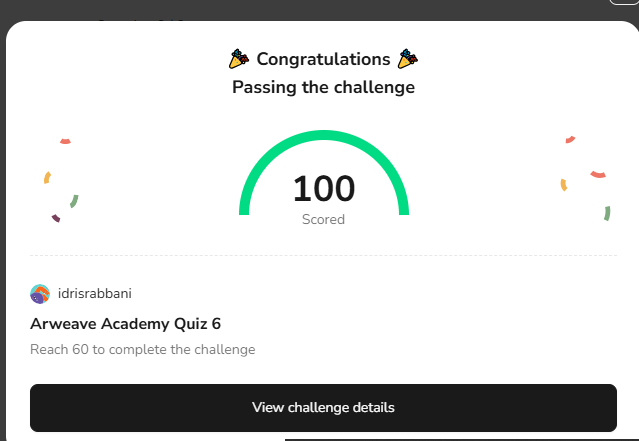 Congratulations
Passing the challenge
100
Scored
idrisrabbani
Arweave Academy Quiz 6
Reach 60 to complete the challenge
View challenge details